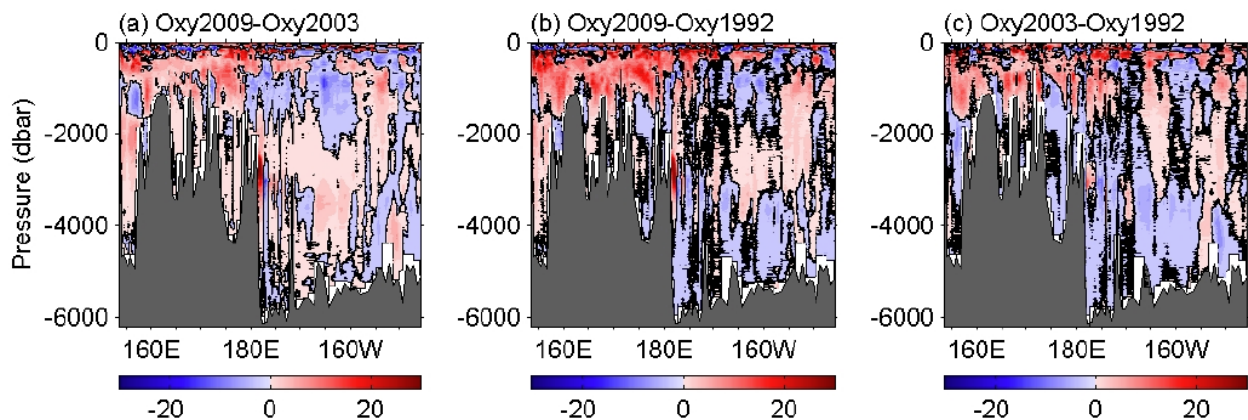 (a) Oxy2009-Oxy2003 (b) Oxy2009-Oxy1992 (c) Oxy2003-Oxy1992
0 0 0
-2000 -2000 -2000
-4000 -4000 -4000
-6000 -6000 -6000
Pressure (dbar)
160E 180E 160W 160E 180E 160W 160E 180E 160W
-20 0 20 -20 0 20 -20 0 20